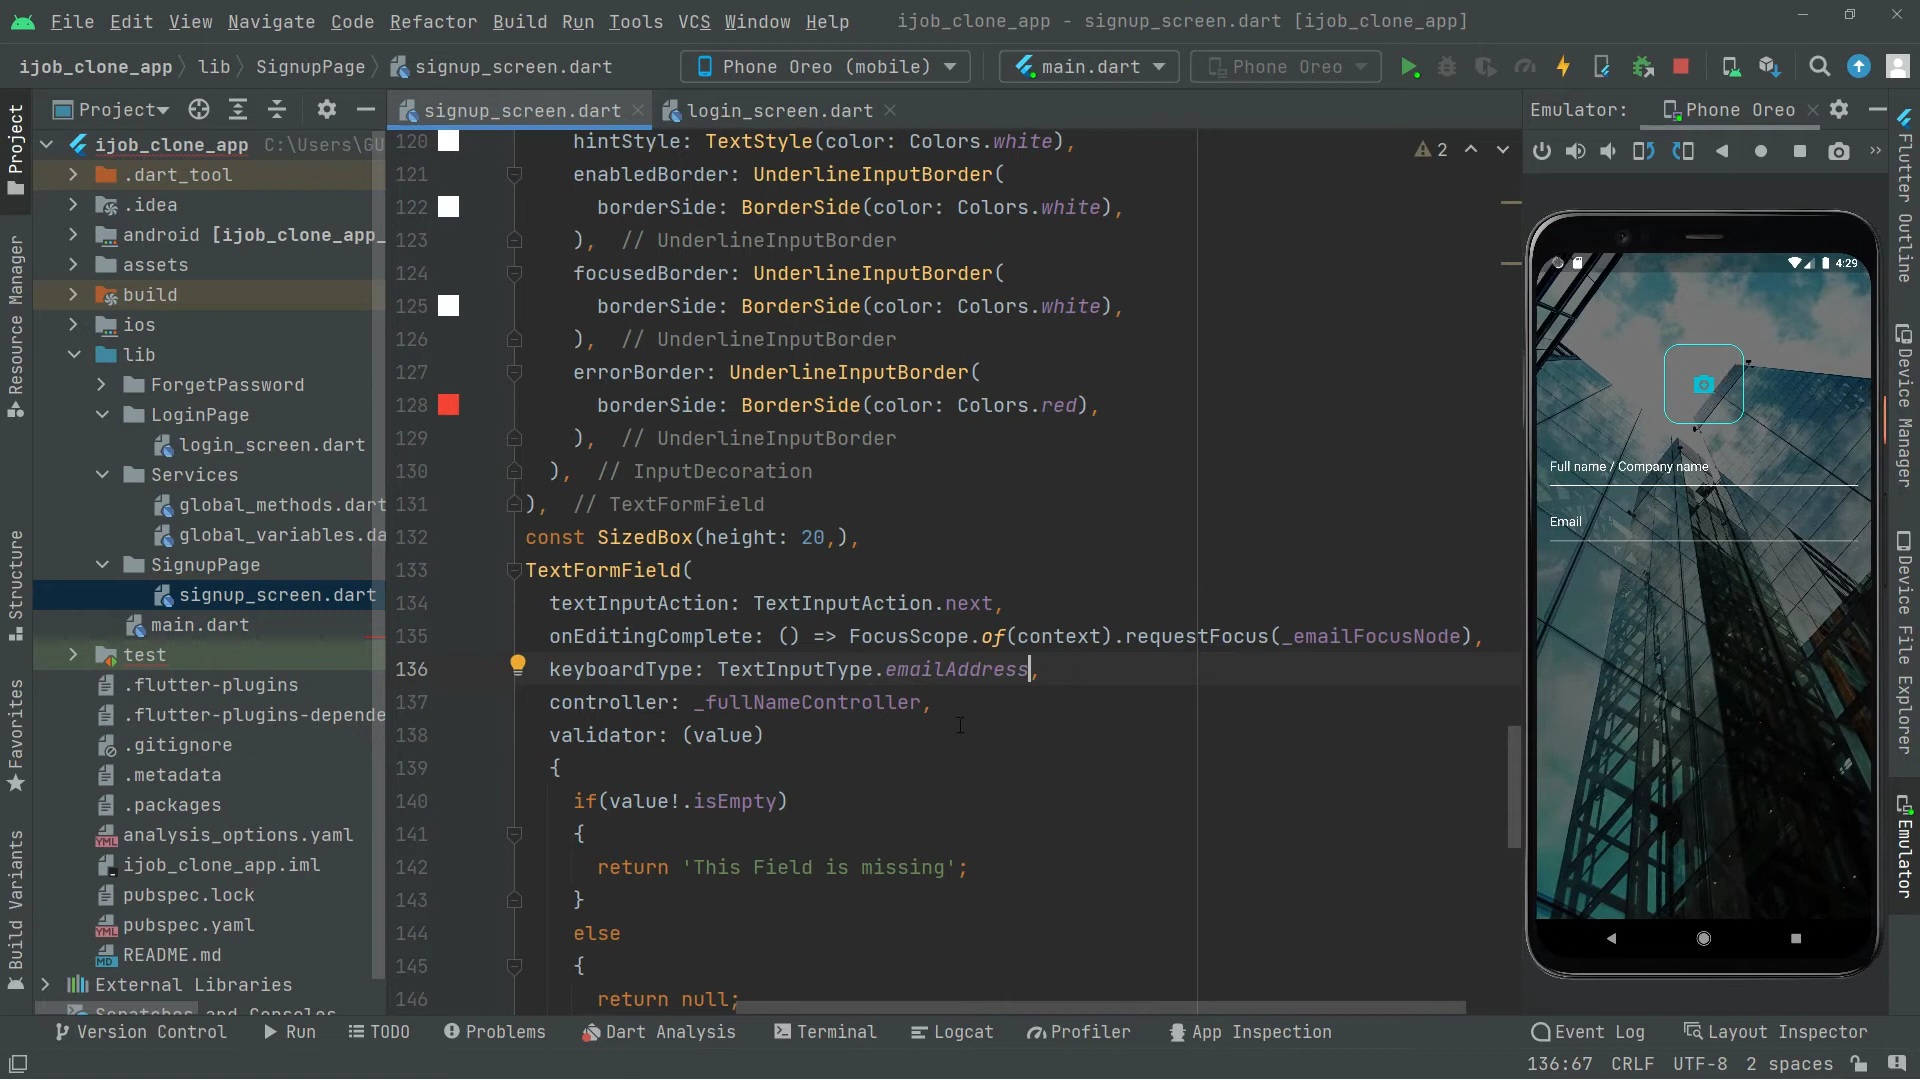 File Edit View Navigate Code Refactor Build Run Tools VCS Window Help ijob_clone_app - signup_screen.dart [ijob_clone_app]
ijob_clone_app lib SignupPage signup_screen.dart Phone Oreo (mobile) main.dart Phone Oreo
Project signup_screen.dart login_screen.dart Emulator: Phone Oreo
ijob_clone_app C:\Users\GU
.dart_tool
.idea
android [ijob_clone_app_
assets
build
ios
lib
ForgetPassword
LoginPage
login_screen.dart
Services
global_methods.dart
global_variables.da
SignupPage
signup_screen.dart
main.dart
test
.flutter-plugins
.flutter-plugins-depende
.gitignore
.metadata
.packages
analysis_options.yaml
ijob_clone_app.iml
pubspec.lock
pubspec.yaml
README.md
External Libraries
Scratches and Consoles
Project
Resource Manager
Structure
Favorites
Build Variants
120 hintStyle: TextStyle(color: Colors.white),
121 enabledBorder: UnderlineInputBorder(
122 borderSide: BorderSide(color: Colors.white),
123 ), // UnderlineInputBorder
124 focusedBorder: UnderlineInputBorder(
125 borderSide: BorderSide(color: Colors.white),
126 ), // UnderlineInputBorder
127 errorBorder: UnderlineInputBorder(
128 borderSide: BorderSide(color: Colors.red),
129 ), // UnderlineInputBorder
130 ), // InputDecoration
131 ), // TextFormField
132 const SizedBox(height: 20,),
133 TextFormField(
134 textInputAction: TextInputAction.next,
135 onEditingComplete: () => FocusScope.of(context).requestFocus(_emailFocusNode),
136 keyboardType: TextInputType.emailAddress,
137 controller: _fullNameController,
138 validator: (value)
139 {
140 if(value!.isEmpty)
141 {
142 return 'This Field is missing';
143 }
144 else
145 {
146 return null;
2
4:29
Full name / Company name
Email
Flutter Outline
Device Manager
Device File Explorer
Emulator
Version Control Run TODO Problems Dart Analysis Terminal Logcat Profiler App Inspection Event Log Layout Inspector
136:67 CRLF UTF-8 2 spaces